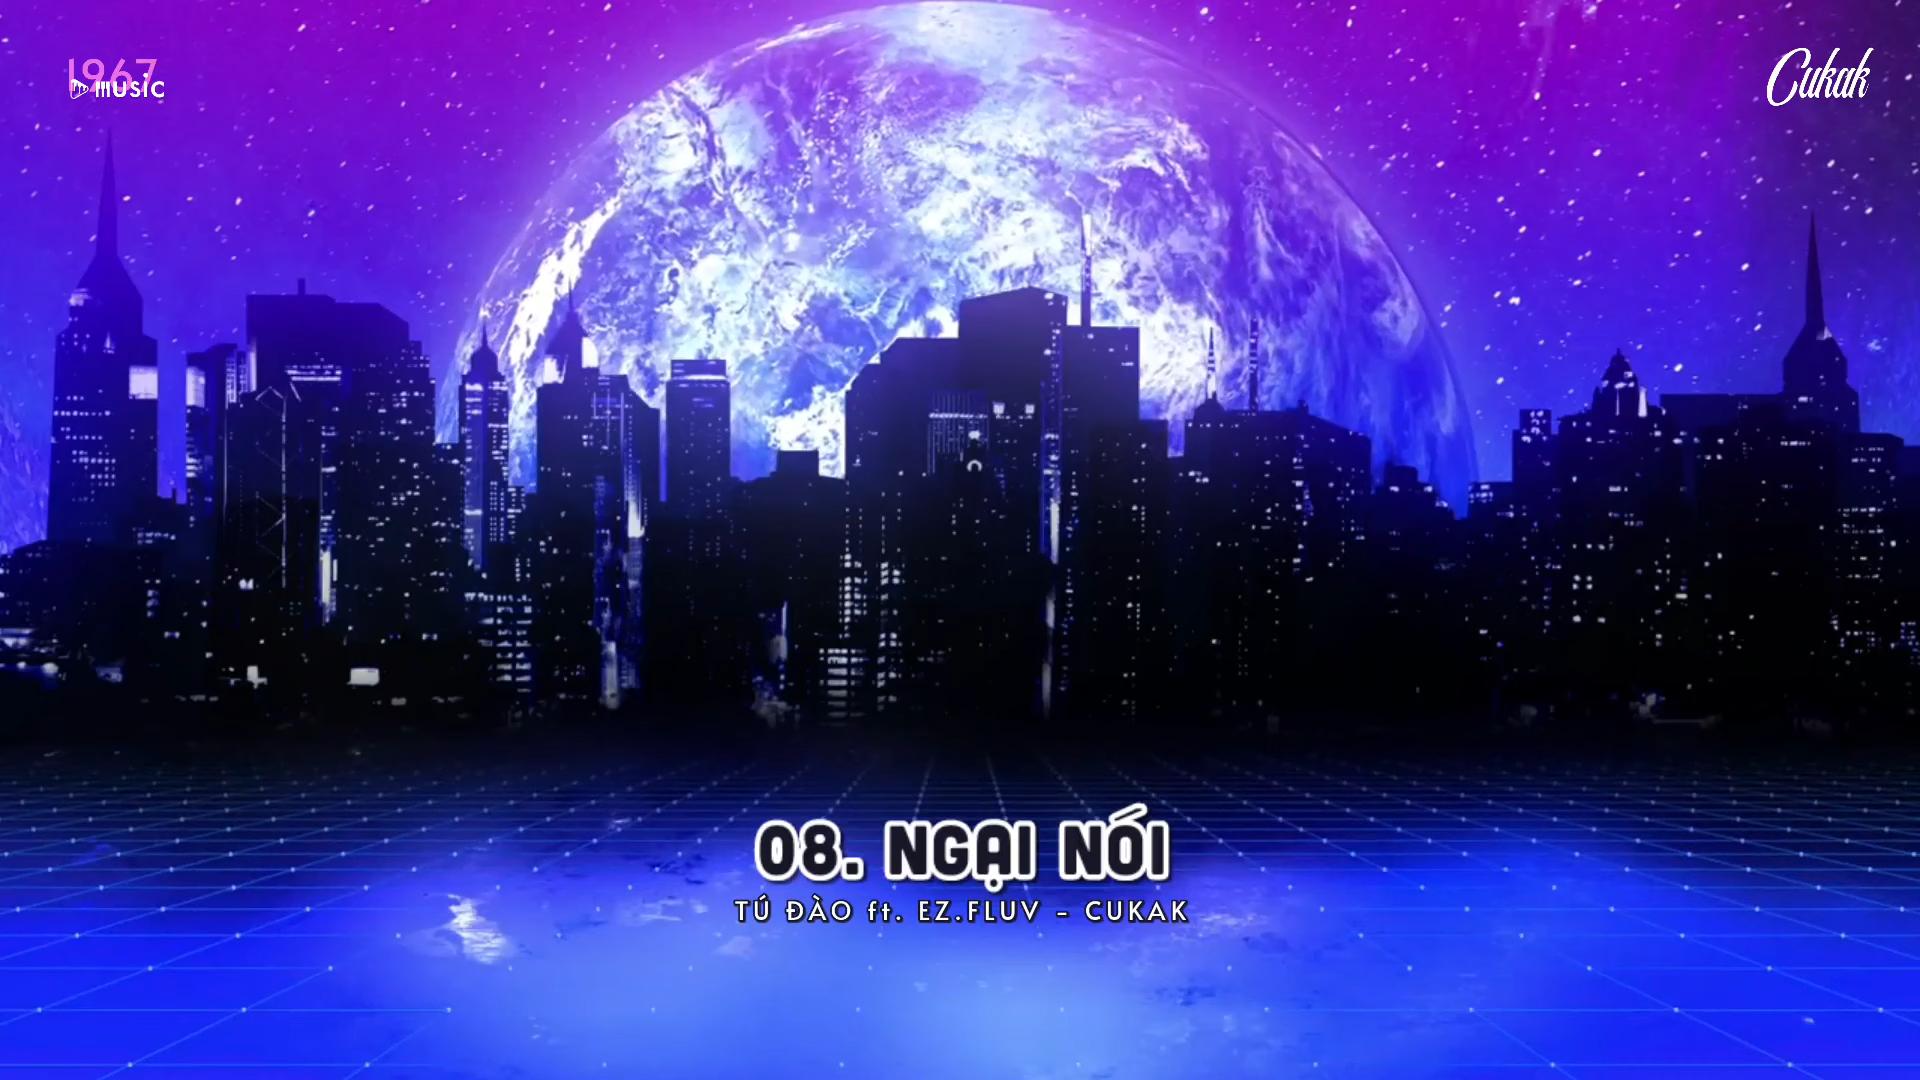 1967
music
Cukak
08. NGẠI NÓI
TÚ ĐÀO ft. EZ.FLUV - CUKAK